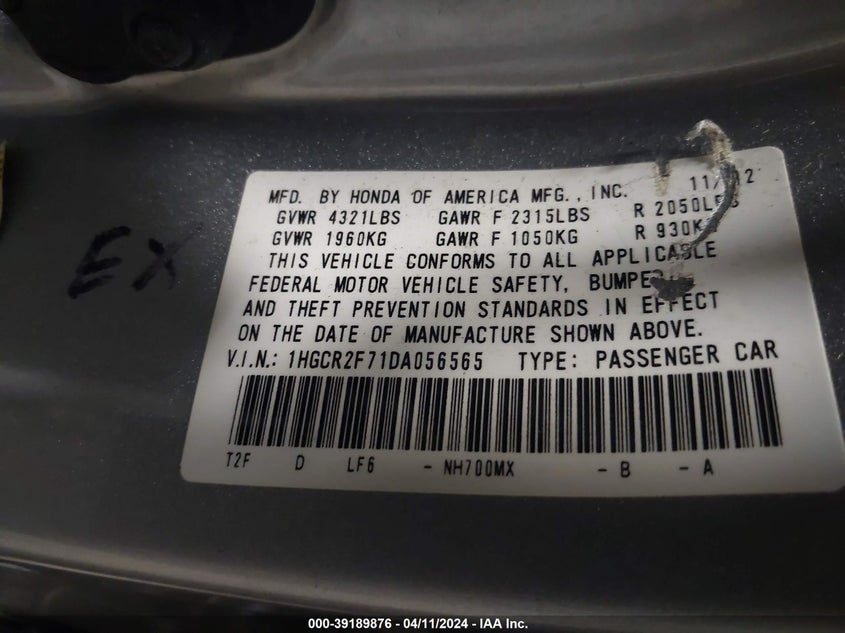 MFD. BY HONDA OF AMERICA MFG., INC.
GVWR 4321LBS GAWR F 2315LBS R 2050LBS
GVWR 1960KG GAWR F 1050KG R 930KG
THIS VEHICLE CONFORMS TO ALL APPLICABLE
FEDERAL MOTOR VEHICLE SAFETY, BUMPER,
AND THEFT PREVENTION STANDARDS IN EFFECT
ON THE DATE OF MANUFACTURE SHOWN ABOVE.
V.I.N.: 1HGCR2F71DA056565 TYPE: PASSENGER CAR
T2F D LF6 - NH700MX - B - A
EX
000-39189876 - 04/11/2024 - IAA Inc.